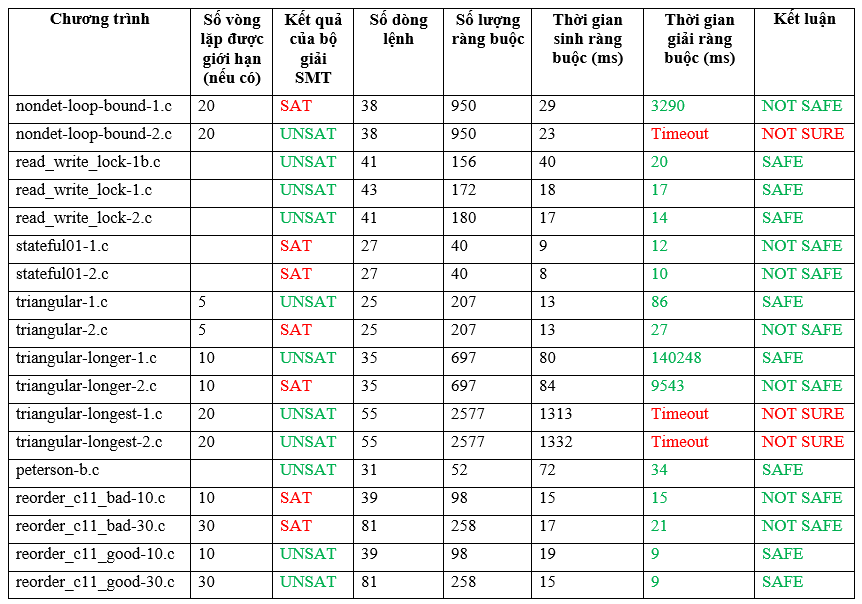 Chương trình | Số vòng lặp được giới hạn (nếu có) | Kết quả của bộ giải SMT | Số dòng lệnh | Số lượng ràng buộc | Thời gian sinh ràng buộc (ms) | Thời gian giải ràng buộc (ms) | Kết luận
nondet-loop-bound-1.c | 20 | SAT | 38 | 950 | 29 | 3290 | NOT SAFE
nondet-loop-bound-2.c | 20 | UNSAT | 38 | 950 | 23 | Timeout | NOT SURE
read_write_lock-1b.c | | UNSAT | 41 | 156 | 40 | 20 | SAFE
read_write_lock-1.c | | UNSAT | 43 | 172 | 18 | 17 | SAFE
read_write_lock-2.c | | UNSAT | 41 | 180 | 17 | 14 | SAFE
stateful01-1.c | | SAT | 27 | 40 | 9 | 12 | NOT SAFE
stateful01-2.c | | SAT | 27 | 40 | 8 | 10 | NOT SAFE
triangular-1.c | 5 | UNSAT | 25 | 207 | 13 | 86 | SAFE
triangular-2.c | 5 | SAT | 25 | 207 | 13 | 27 | NOT SAFE
triangular-longer-1.c | 10 | UNSAT | 35 | 697 | 80 | 140248 | SAFE
triangular-longer-2.c | 10 | SAT | 35 | 697 | 84 | 9543 | NOT SAFE
triangular-longest-1.c | 20 | UNSAT | 55 | 2577 | 1313 | Timeout | NOT SURE
triangular-longest-2.c | 20 | UNSAT | 55 | 2577 | 1332 | Timeout | NOT SURE
peterson-b.c | | UNSAT | 31 | 52 | 72 | 34 | SAFE
reorder_c11_bad-10.c | 10 | SAT | 39 | 98 | 15 | 15 | NOT SAFE
reorder_c11_bad-30.c | 30 | SAT | 81 | 258 | 17 | 21 | NOT SAFE
reorder_c11_good-10.c | 10 | UNSAT | 39 | 98 | 19 | 9 | SAFE
reorder_c11_good-30.c | 30 | UNSAT | 81 | 258 | 15 | 9 | SAFE